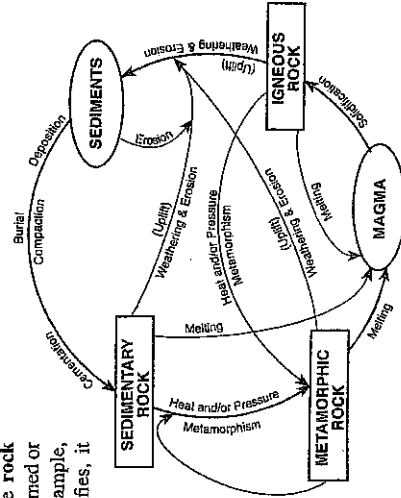 e rock
med or
ample,
fies, it
SEDIMENTS
Erosion
Deposition
Burial
Compaction
Cementation
(Uplift)
Weathering & Erosion
(Uplift)
Weathering & Erosion
IGNEOUS
ROCK
Solidification
Melting
MAGMA
Heat and/or Pressure
Metamorphism
(Uplift)
Weathering & Erosion
SEDIMENTARY
ROCK
Melting
Heat and/or Pressure
Metamorphism
METAMORPHIC
ROCK
Melting